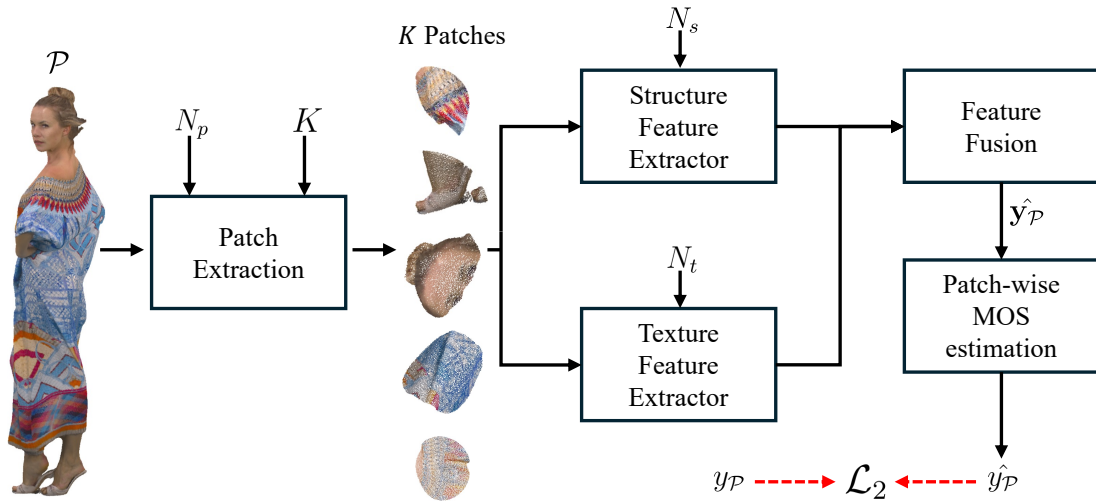 𝒫
N_p
K
Patch
Extraction
K Patches
N_s
Structure
Feature
Extractor
N_t
Texture
Feature
Extractor
Feature
Fusion
𝐲̂_𝒫
Patch-wise
MOS
estimation
y_𝒫
ℒ₂
ŷ_𝒫